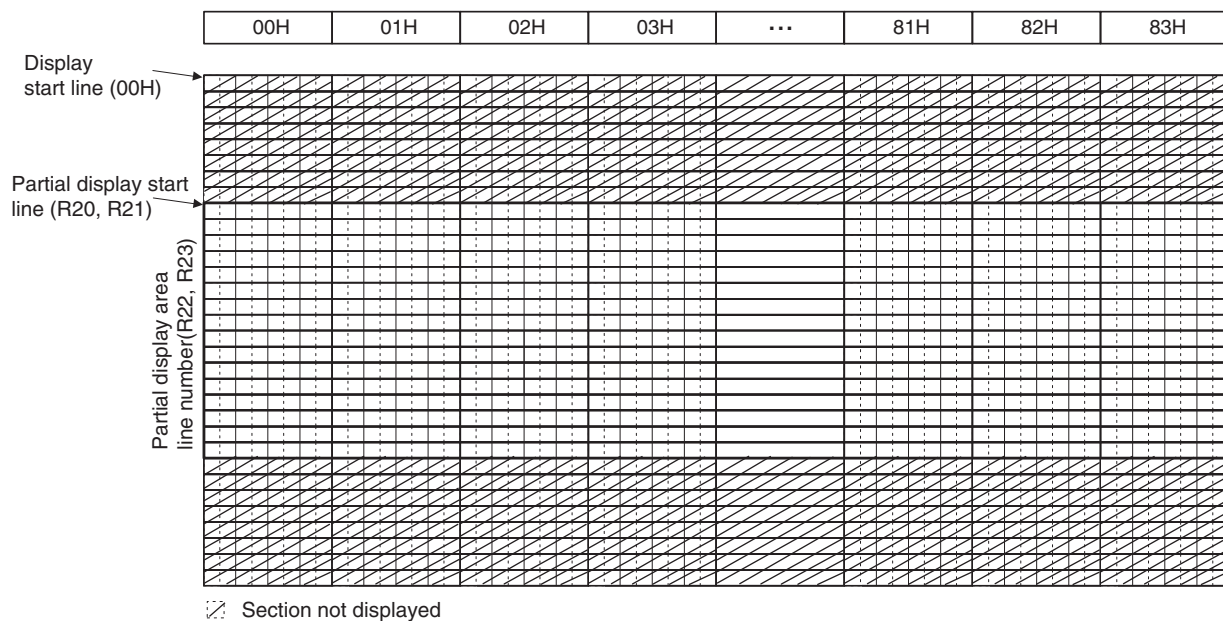 00H 01H 02H 03H ... 81H 82H 83H
Display
start line (00H)
Partial display start
line (R20, R21)
Partial display area
line number(R22, R23)
Section not displayed